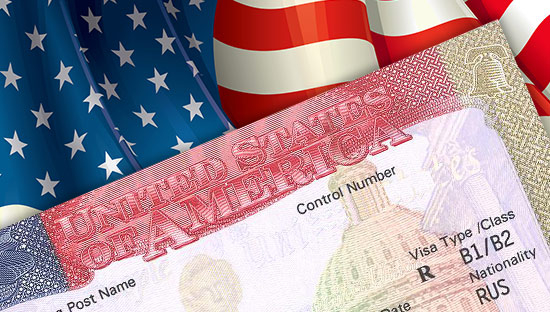 UNITED STATES
OF AMERICA
Control Number
Post Name
Visa Type /Class
R B1/B2
Nationality
RUS
Date